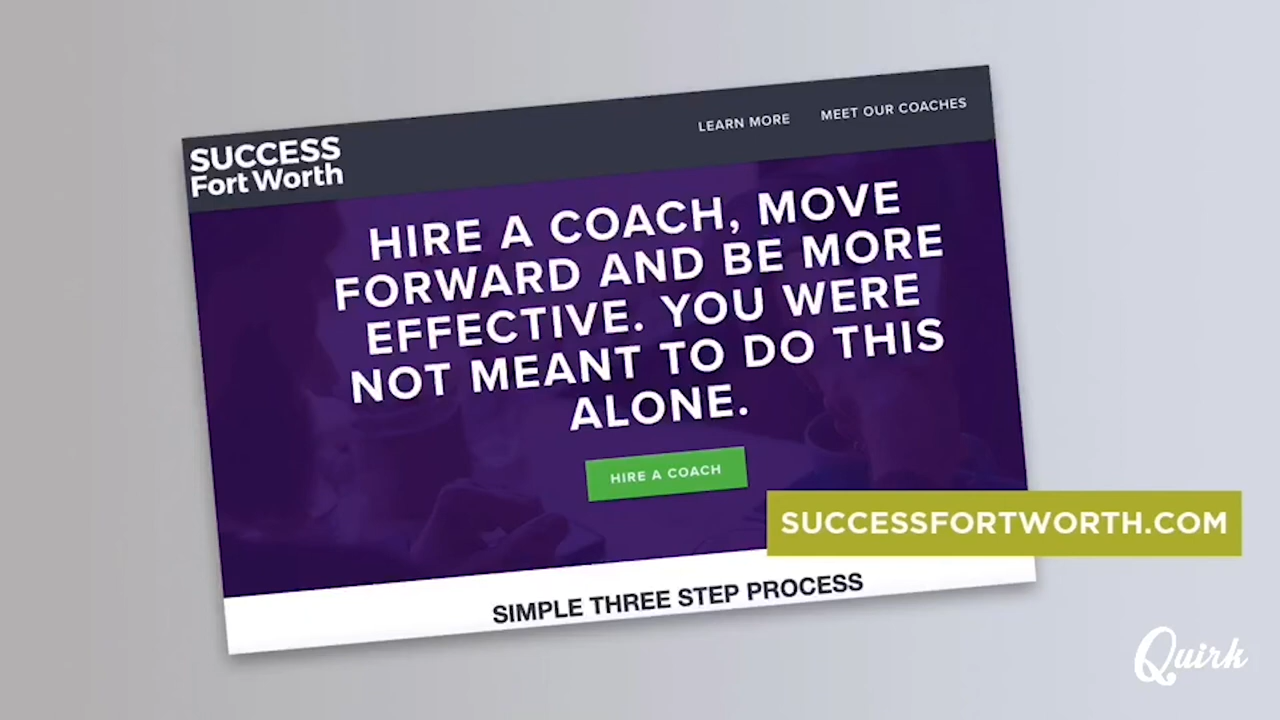 SUCCESS
Fort Worth
LEARN MORE
MEET OUR COACHES
HIRE A COACH, MOVE
FORWARD AND BE MORE
EFFECTIVE. YOU WERE
NOT MEANT TO DO THIS
ALONE.
HIRE A COACH
SUCCESSFORTWORTH.COM
SIMPLE THREE STEP PROCESS
Quirk